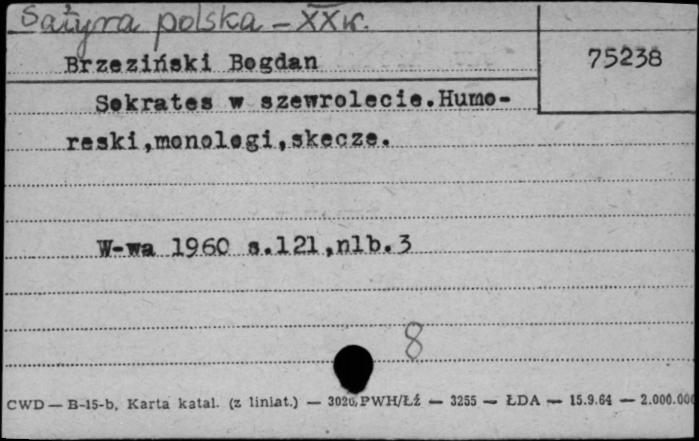 Satyra polska – XX w.
Brzeziński Bogdan
75238
Sokrates w szewrolecie.Humo-
reski,monologi,skecze.
W-wa 1960 s.121,nlb.3
8
CWD — B-15-b, Karta katal. (z liniat.) — 3020, PWH/Łź — 3255 — ŁDA — 15.9.64 — 2.000.000